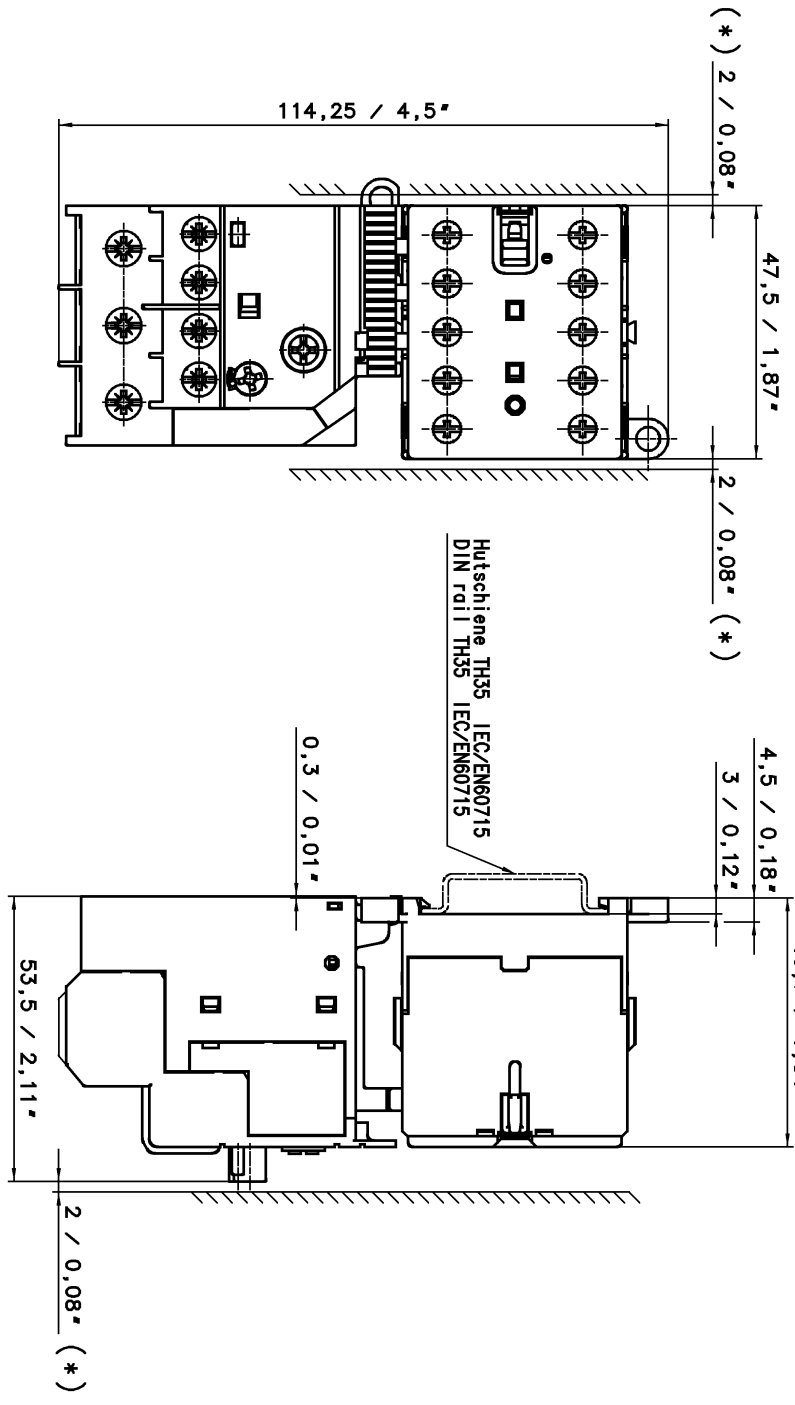 (*) 2 / 0,08"
114,25 / 4,5"
47,5 / 1,87"
2 / 0,08" (*)
Hutschiene TH35 IEC/EN60715
DIN rail TH35 IEC/EN60715
4,5 / 0,18"
3 / 0,12"
0,3 / 0,01"
53,5 / 2,11"
2 / 0,08" (*)